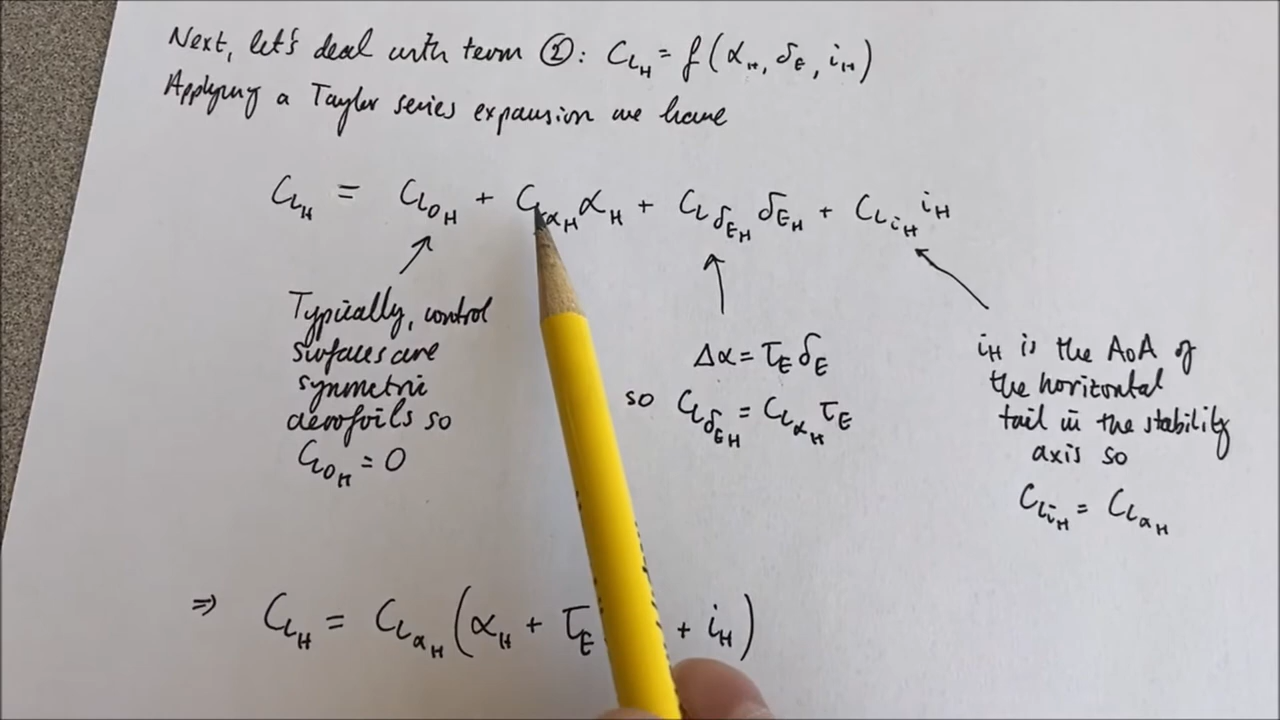 Next, let's deal with term ②: C_{L_H} = f(α_H, δ_E, i_H)
Applying a Taylor series expansion we have
C_{L_H} = C_{L_{0_H}} + C_{L_{α_H}} α_H + C_{L_{δ_{E_H}}} δ_{E_H} + C_{L_{i_H}} i_H
Typically, control
surfaces are
symmetric
aerofoils so
C_{L_{0_H}} = 0
Δα = τ_E δ_E
so C_{L_{δ_{E_H}}} = C_{L_{α_H}} τ_E
i_H is the AoA of
the horizontal
tail in the stability
axis so
C_{L_{i_H}} = C_{L_{α_H}}
⇒ C_{L_H} = C_{L_{α_H}} (α_H + τ_E + i_H)